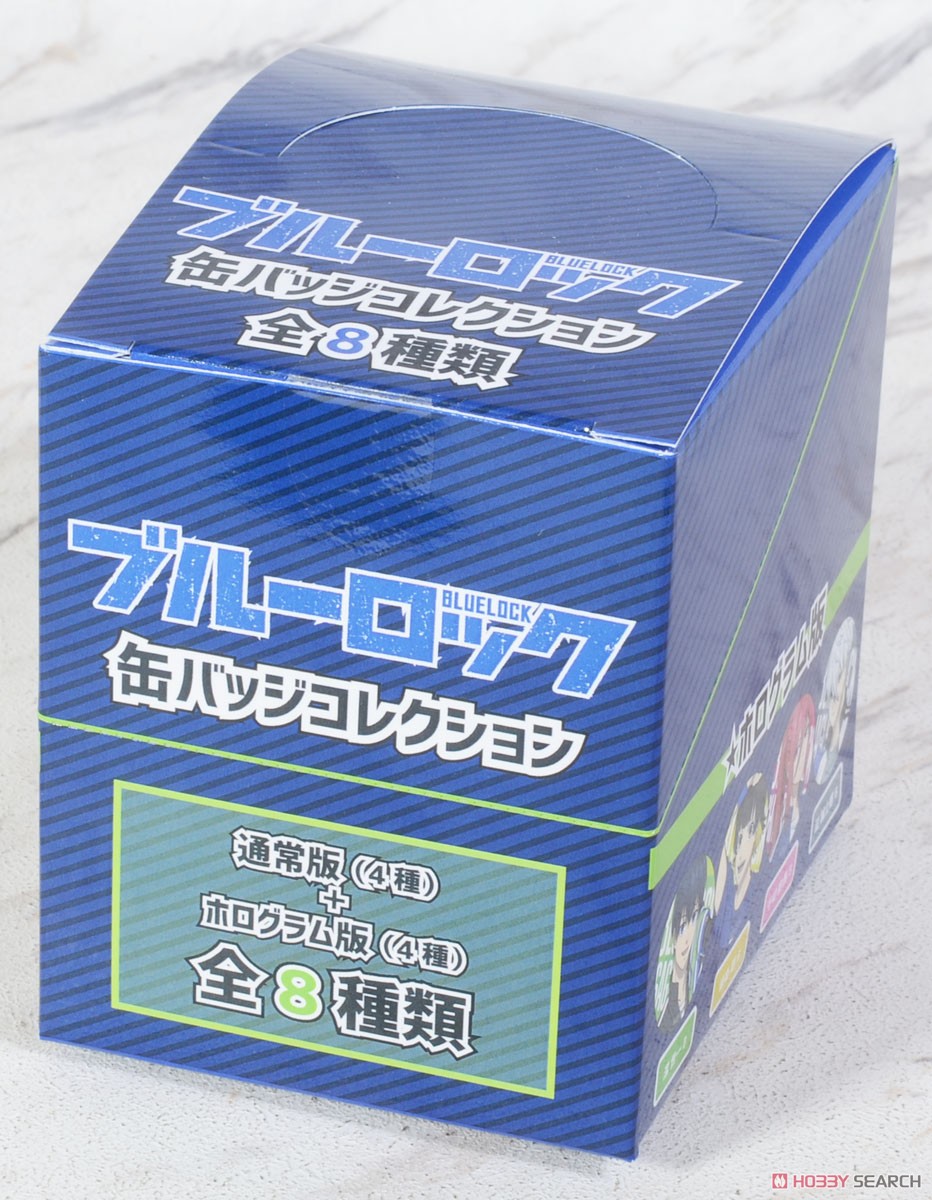 ブルーロック
BLUELOCK
缶バッジコレクション
全8種類
ブルーロック
BLUELOCK
缶バッジコレクション
通常版(4種)
+
ホログラム版(4種)
全8種類
★ホログラム版
HOBBY SEARCH